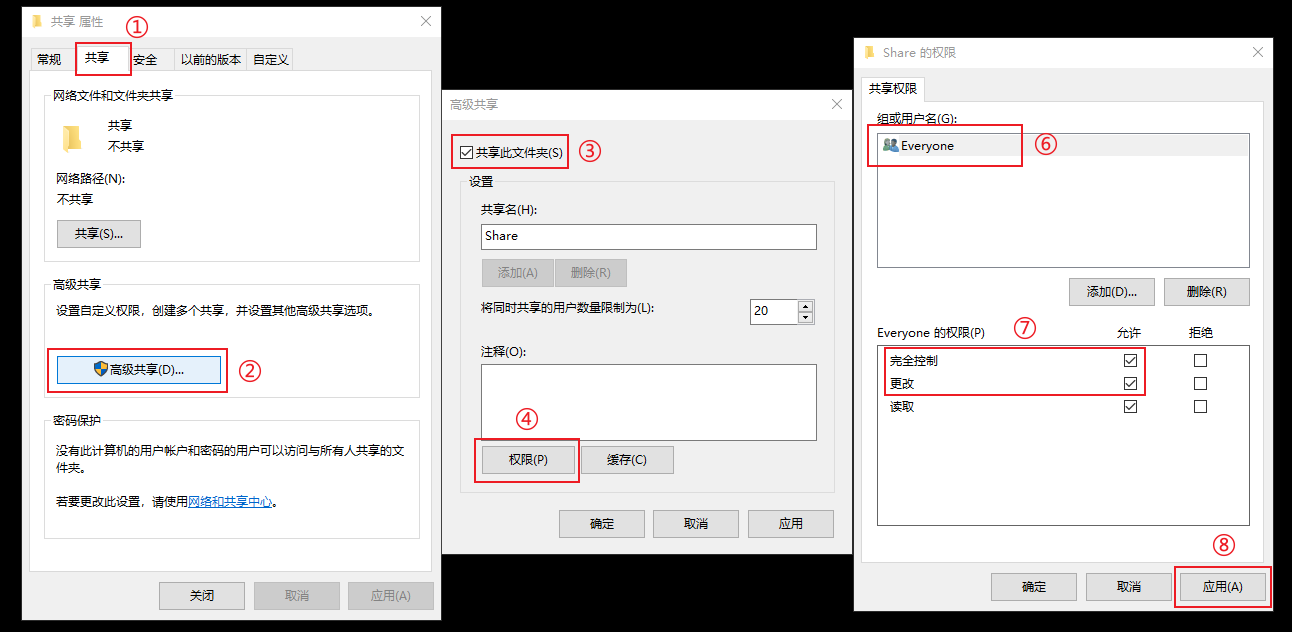 共享 属性
①
常规 共享 安全 以前的版本 自定义
网络文件和文件夹共享
共享
不共享
网络路径(N):
不共享
共享(S)...
高级共享
设置自定义权限，创建多个共享，并设置其他高级共享选项。
高级共享(D)...
②
密码保护
没有此计算机的用户帐户和密码的用户可以访问与所有人共享的文
件夹。
若要更改此设置，请使用网络和共享中心。
关闭 取消 应用(A)
高级共享
共享此文件夹(S)
③
设置
共享名(H):
Share
添加(A) 删除(R)
将同时共享的用户数量限制为(L): 20
注释(O):
④
权限(P) 缓存(C)
确定 取消 应用
Share 的权限
共享权限
组或用户名(G):
Everyone
⑥
添加(D)... 删除(R)
Everyone 的权限(P) ⑦ 允许 拒绝
完全控制
更改
读取
⑧
确定 取消 应用(A)